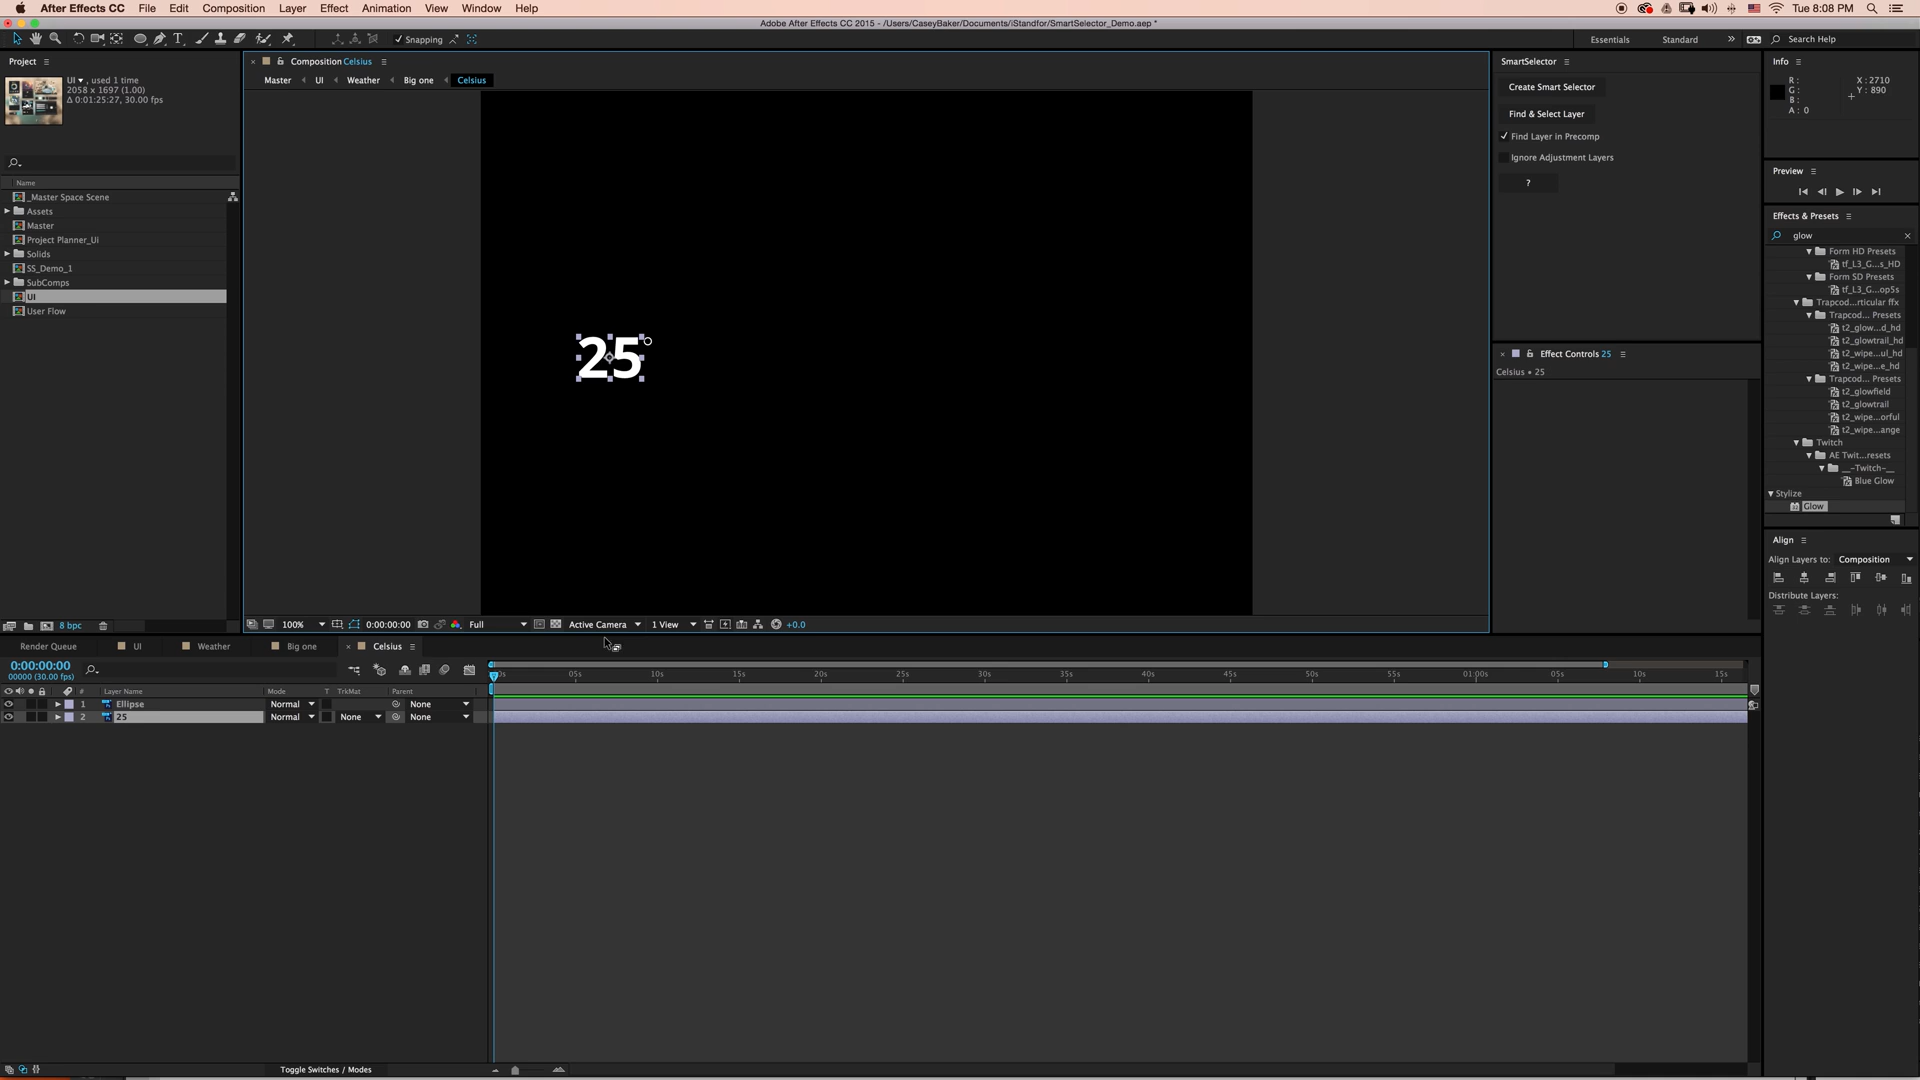 After Effects CC File Edit Composition Layer Effect Animation View Window Help
Tue 8:08 PM
Adobe After Effects CC 2015 - /Users/CaseyBaker/Documents/iStandfor/SmartSelector_Demo.aep *
Snapping
Essentials Standard Search Help
Project
UI , used 1 time
2058 x 1697 (1.00)
Δ 0:01:25:27, 30.00 fps
Name
_Master Space Scene
Assets
Master
Project Planner_Ui
Solids
SS_Demo_1
SubComps
UI
User Flow
8 bpc
Composition Celsius
Master UI Weather Big one Celsius
25°
100% 0:00:00:00 Full Active Camera 1 View +0.0
SmartSelector
Create Smart Selector
Find & Select Layer
Find Layer in Precomp
Ignore Adjustment Layers
?
Effect Controls 25
Celsius • 25
Info
R :
G :
B :
A : 0
X : 2710
Y : 890
Preview
Effects & Presets
glow
Form HD Presets
tf_L3_G...s_HD
Form SD Presets
tf_L3_G...op5s
Trapcod...rticular ffx
Trapcod... Presets
t2_glow...d_hd
t2_glowtrail_hd
t2_wipe...ul_hd
t2_wipe...e_hd
Trapcod... Presets
t2_glowfield
t2_glowtrail
t2_wipe...orful
t2_wipe...ange
Twitch
AE Twit...resets
__-Twitch-__
Blue Glow
Stylize
Glow
Align
Align Layers to: Composition
Distribute Layers:
Render Queue UI Weather Big one Celsius
0:00:00:00
00000 (30.00 fps)
05s 10s 15s 20s 25s 30s 35s 40s 45s 50s 55s 01:00s 05s 10s 15s
# Layer Name Mode T TrkMat Parent
1 Ellipse Normal None
2 25 Normal None None
Toggle Switches / Modes